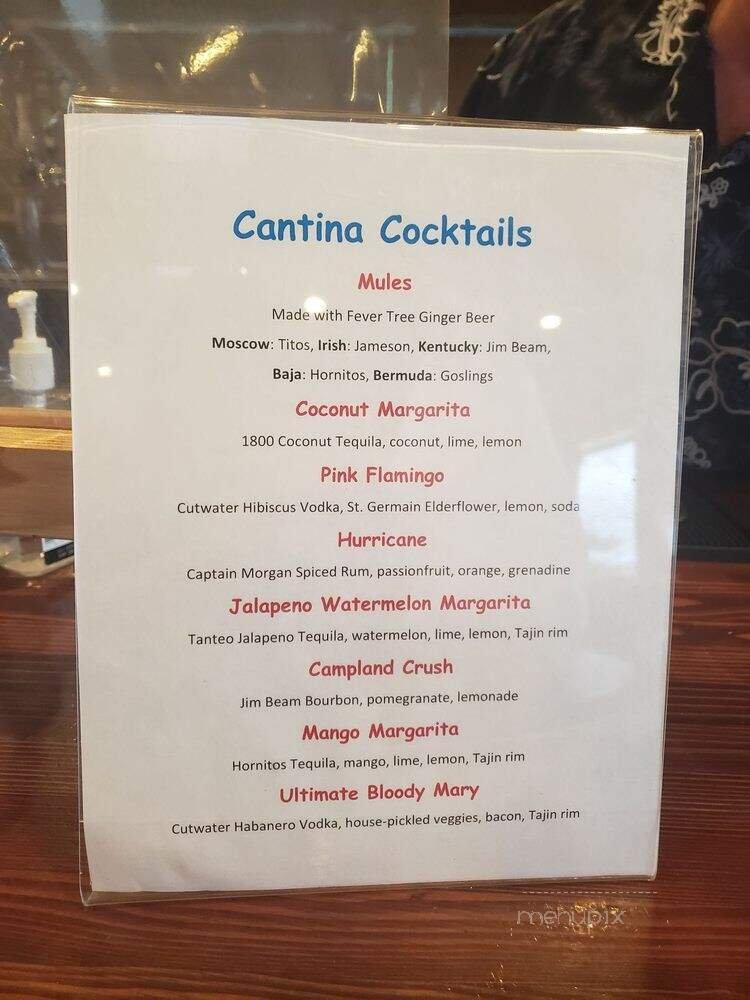 Cantina Cocktails
Mules
Made with Fever Tree Ginger Beer
Moscow: Titos, Irish: Jameson, Kentucky: Jim Beam,
Baja: Hornitos, Bermuda: Goslings
Coconut Margarita
1800 Coconut Tequila, coconut, lime, lemon
Pink Flamingo
Cutwater Hibiscus Vodka, St. Germain Elderflower, lemon, soda
Hurricane
Captain Morgan Spiced Rum, passionfruit, orange, grenadine
Jalapeno Watermelon Margarita
Tanteo Jalapeno Tequila, watermelon, lime, lemon, Tajin rim
Campland Crush
Jim Beam Bourbon, pomegranate, lemonade
Mango Margarita
Hornitos Tequila, mango, lime, lemon, Tajin rim
Ultimate Bloody Mary
Cutwater Habanero Vodka, house-pickled veggies, bacon, Tajin rim
menupix